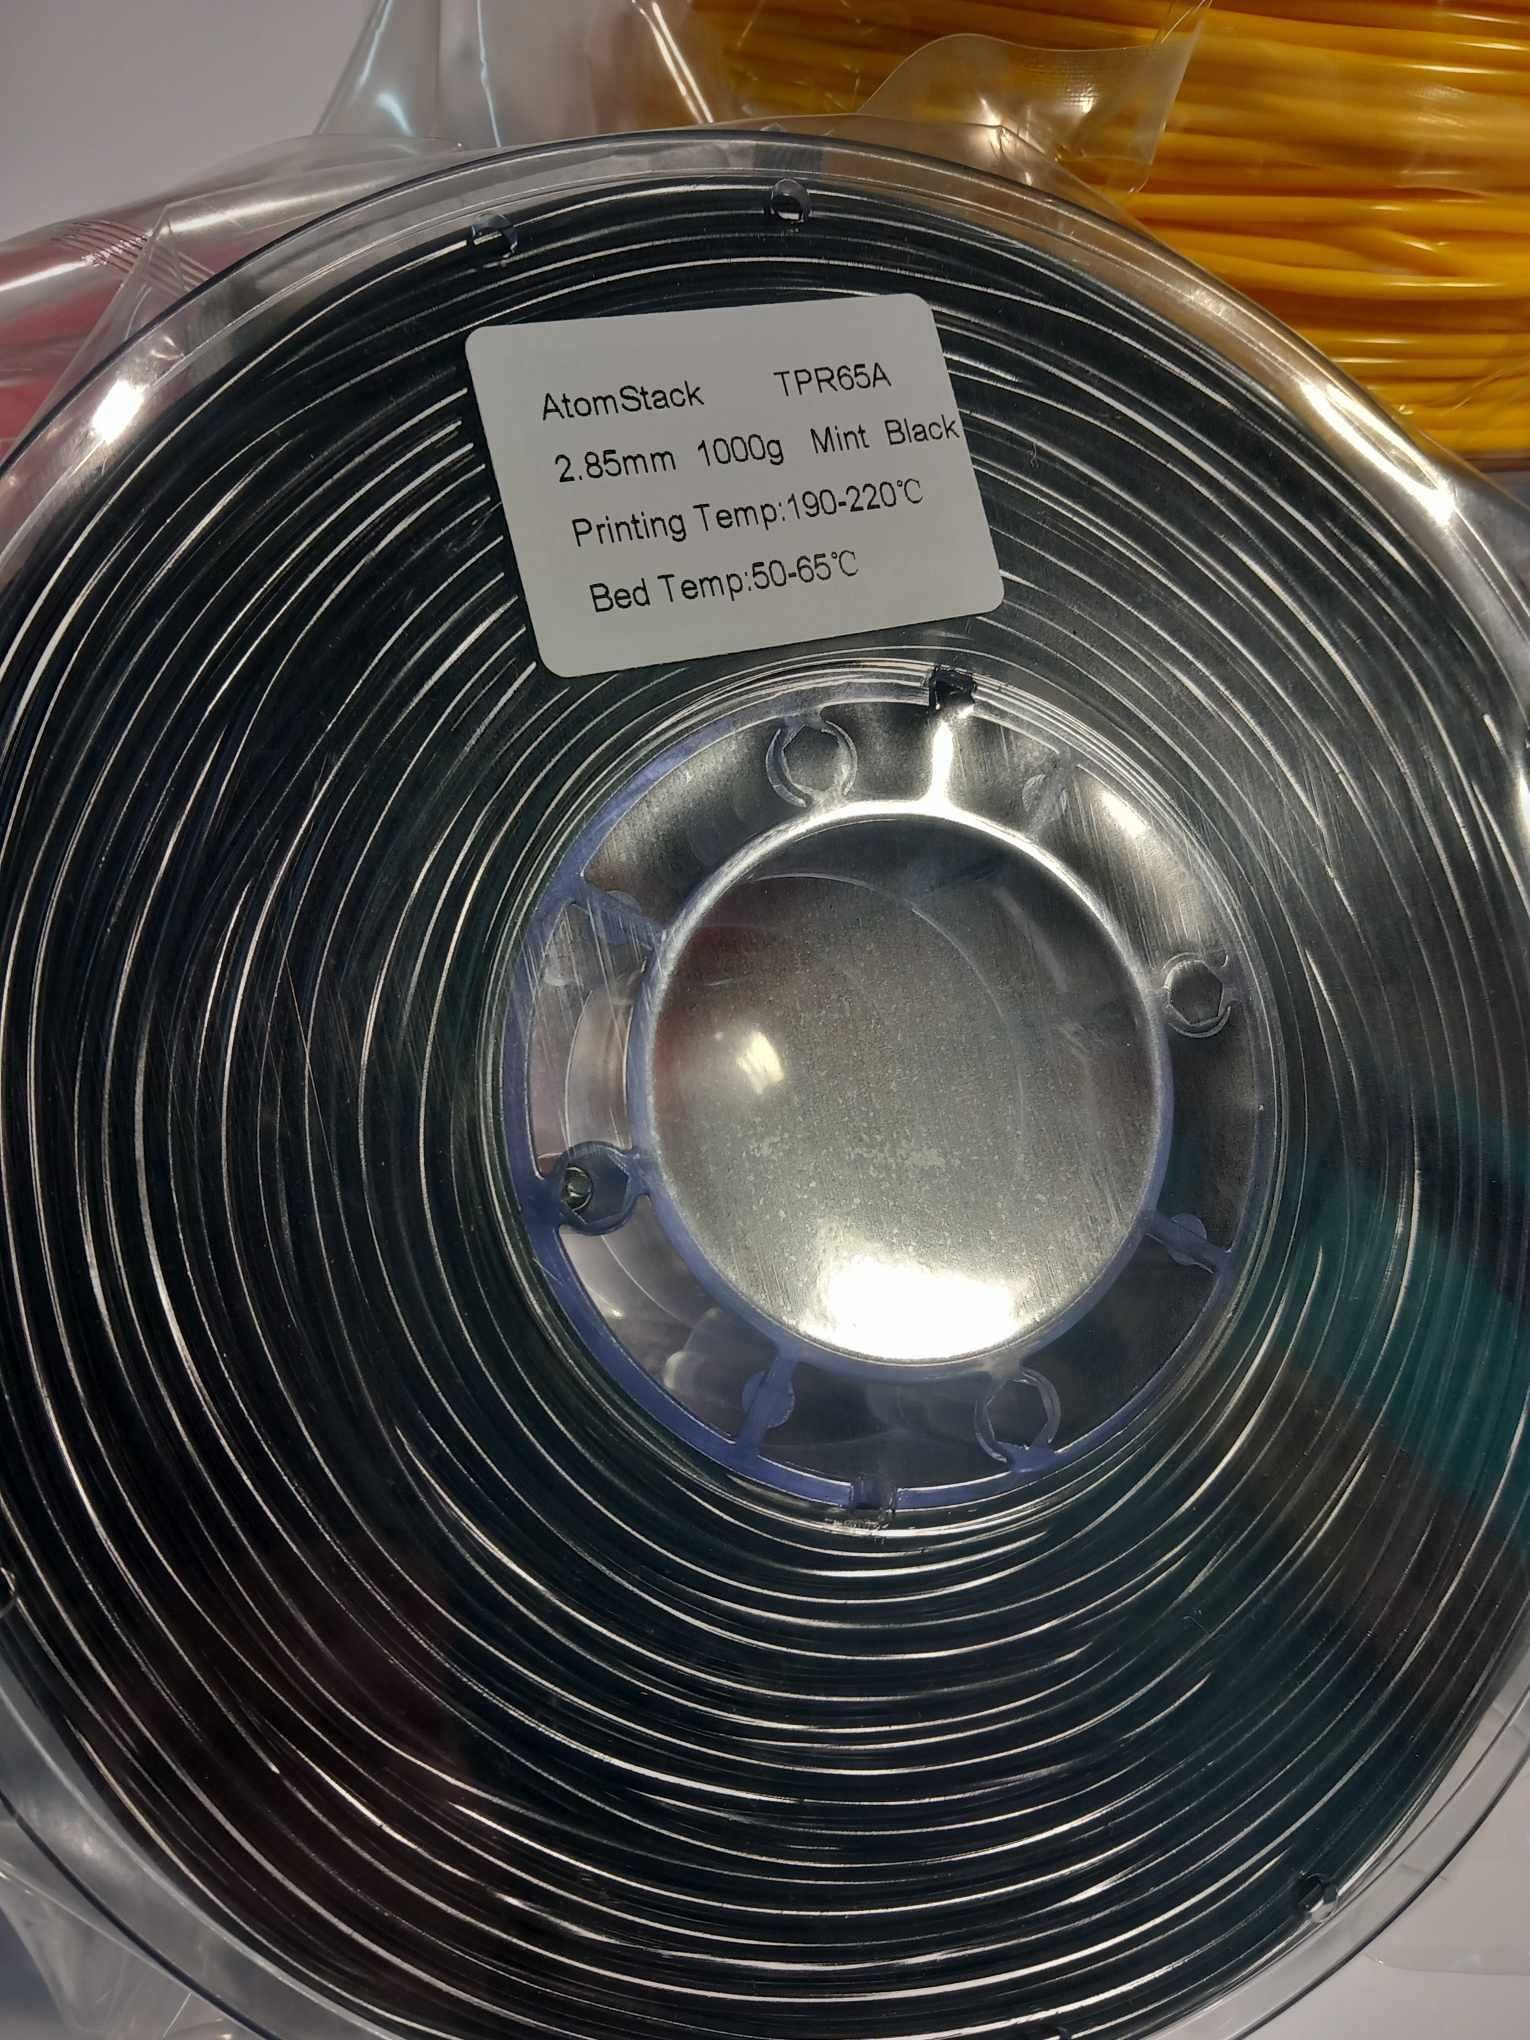 AtomStack TPR65A
2.85mm 1000g Mint Black
Printing Temp:190-220℃
Bed Temp:50-65℃